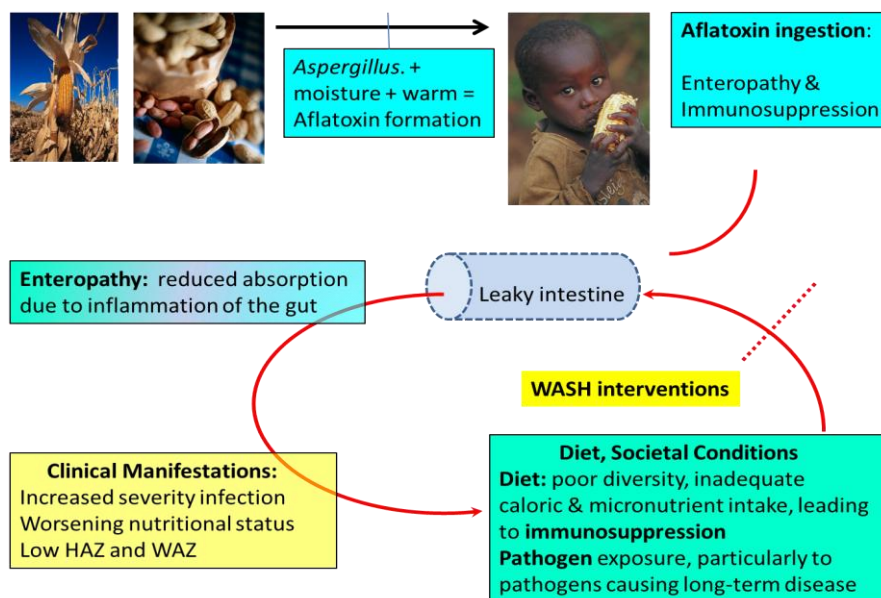 Aspergillus. +
moisture + warm =
Aflatoxin formation
Aflatoxin ingestion:
Enteropathy &
Immunosuppression
Enteropathy: reduced absorption
due to inflammation of the gut
Leaky intestine
WASH interventions
Clinical Manifestations:
Increased severity infection
Worsening nutritional status
Low HAZ and WAZ
Diet, Societal Conditions
Diet: poor diversity, inadequate
caloric & micronutrient intake, leading
to immunosuppression
Pathogen exposure, particularly to
pathogens causing long-term disease